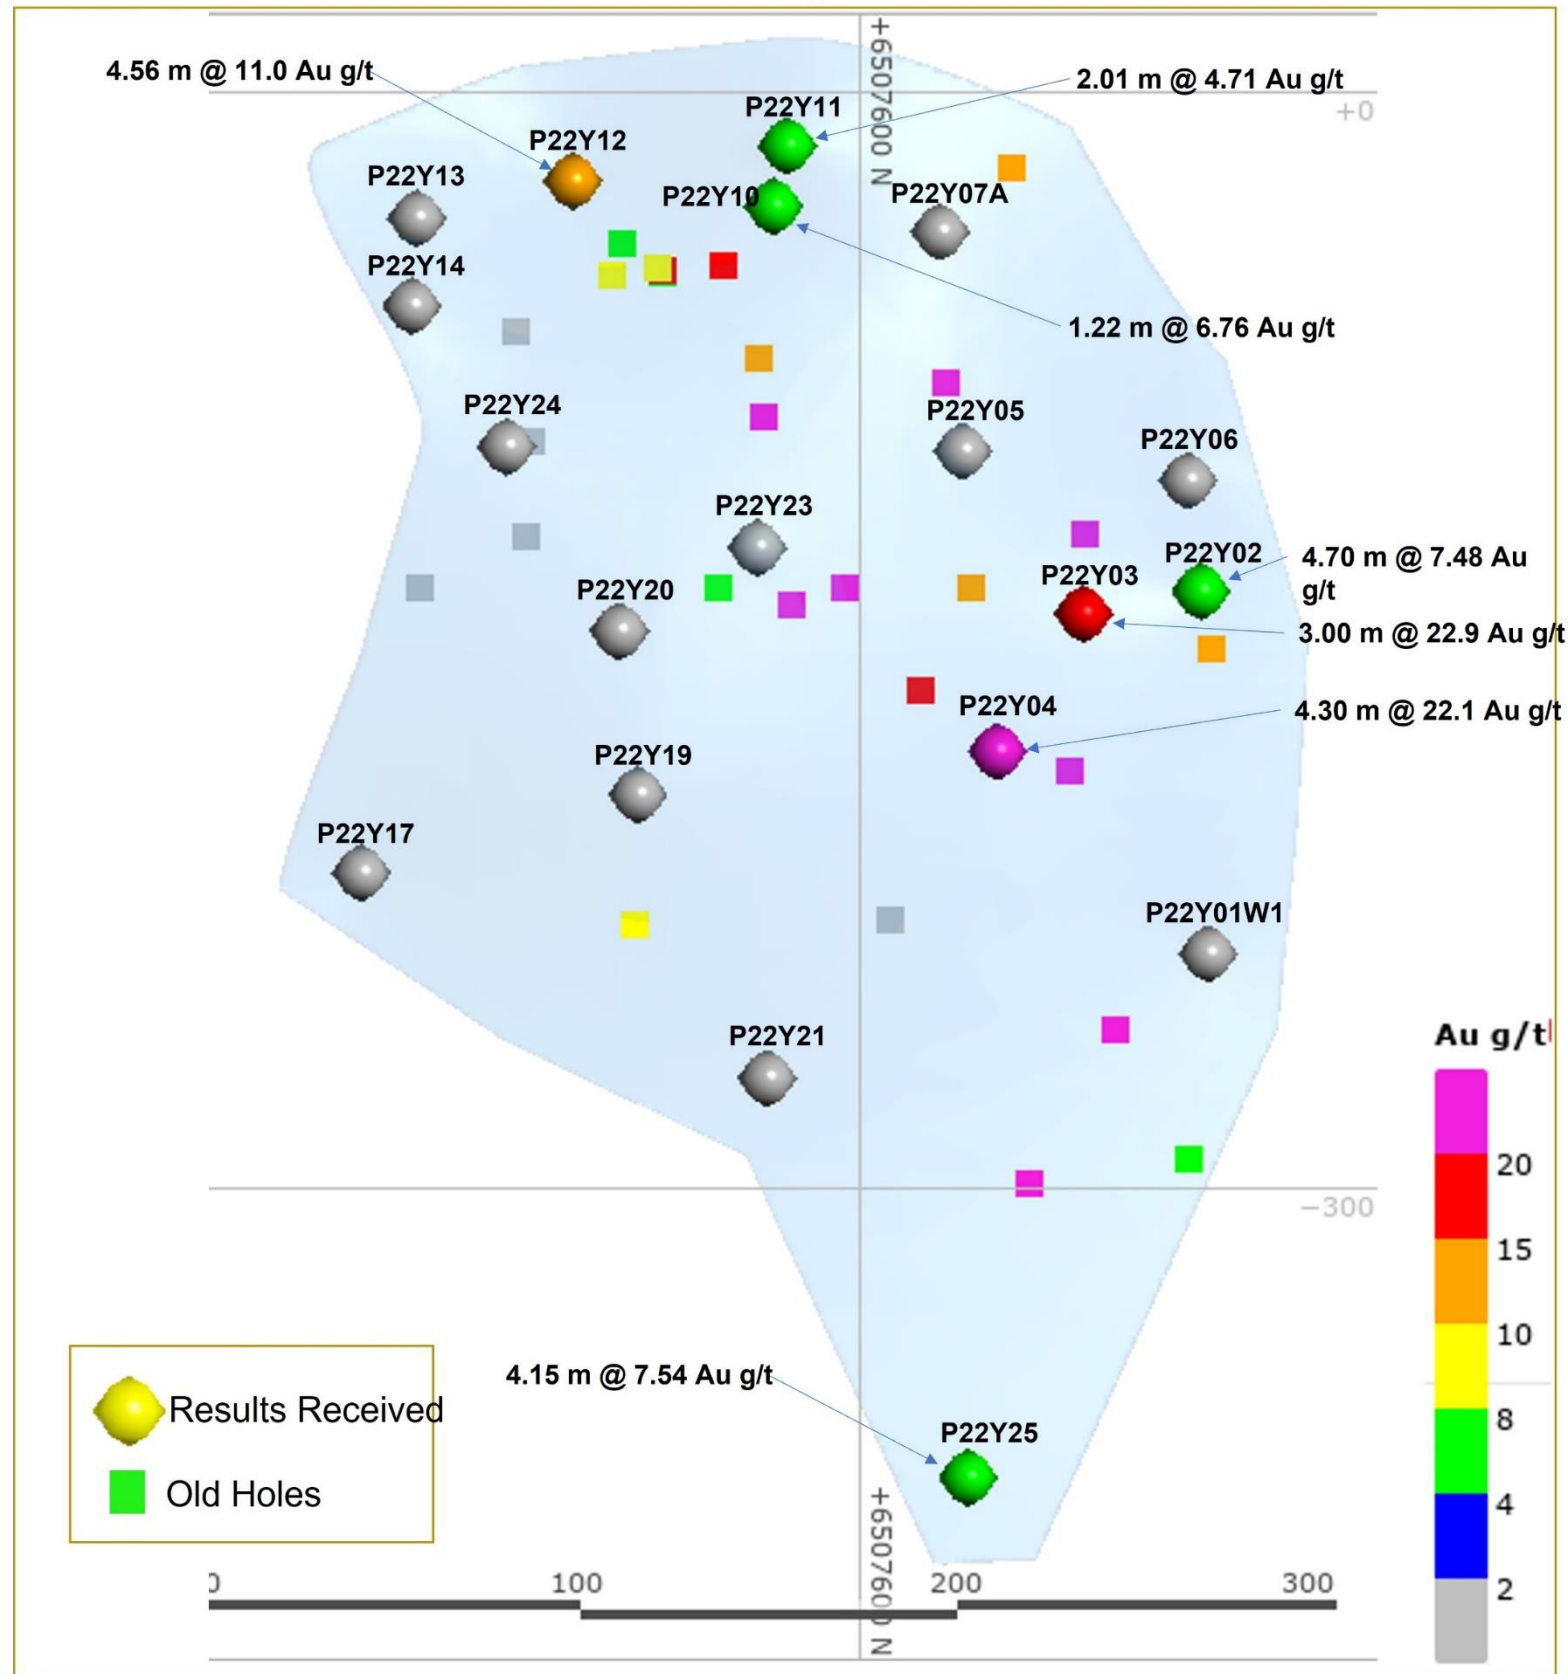 +6507600 N
4.56 m @ 11.0 Au g/t
2.01 m @ 4.71 Au g/t
+0
P22Y11
P22Y12
P22Y13
P22Y10
P22Y07A
P22Y14
1.22 m @ 6.76 Au g/t
P22Y24
P22Y05
P22Y06
P22Y23
P22Y02
4.70 m @ 7.48 Au
g/t
P22Y03
P22Y20
3.00 m @ 22.9 Au g/t
P22Y04
4.30 m @ 22.1 Au g/t
P22Y19
P22Y17
P22Y01W1
P22Y21
Au g/t
20
−300
15
10
8
4
2
4.15 m @ 7.54 Au g/t
P22Y25
Results Received
Old Holes
+6507600 N
0
100
200
300